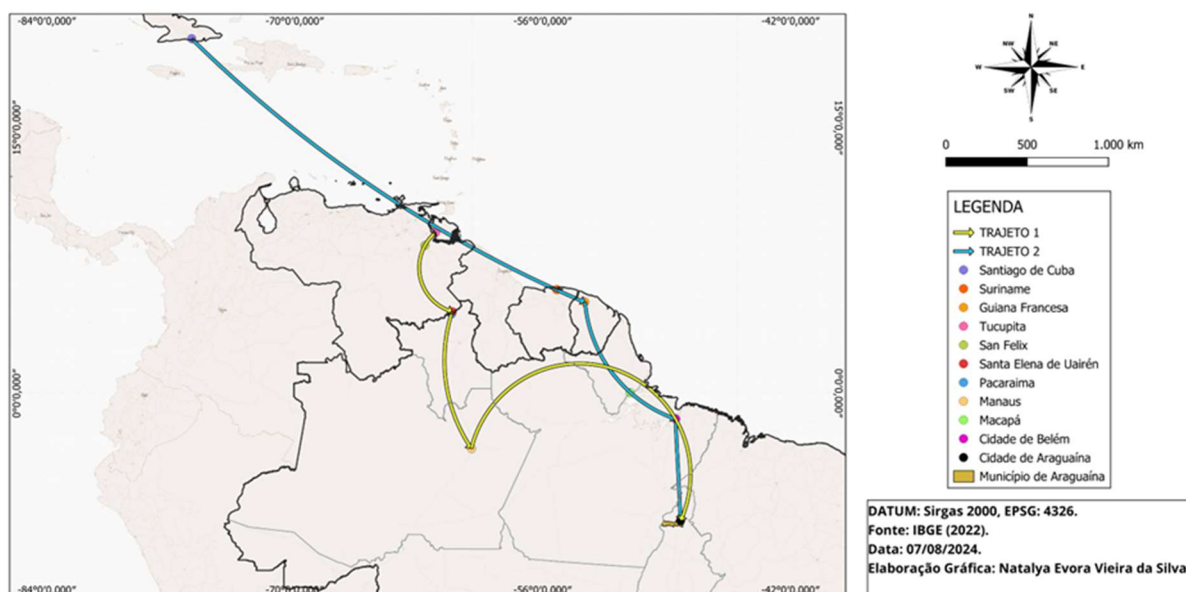 -84°0'0,000"
-70°0'0,000"
-56°0'0,000"
-42°0'0,000"
15°0'0,000"
15°0'0,000"
0°0'0,000"
0°0'0,000"
-84°0'0,000"
-70°0'0,000"
-56°0'0,000"
-42°0'0,000"
N
NW
NE
W
E
SW
SE
S
0
500
1.000 km
LEGENDA
TRAJETO 1
TRAJETO 2
Santiago de Cuba
Suriname
Guiana Francesa
Tucupita
San Felix
Santa Elena de Uairén
Pacaraima
Manaus
Macapá
Cidade de Belém
Cidade de Araguaína
Município de Araguaína
DATUM: Sirgas 2000, EPSG: 4326.
Fonte: IBGE (2022).
Data: 07/08/2024.
Elaboração Gráfica: Natalya Evora Vieira da Silva